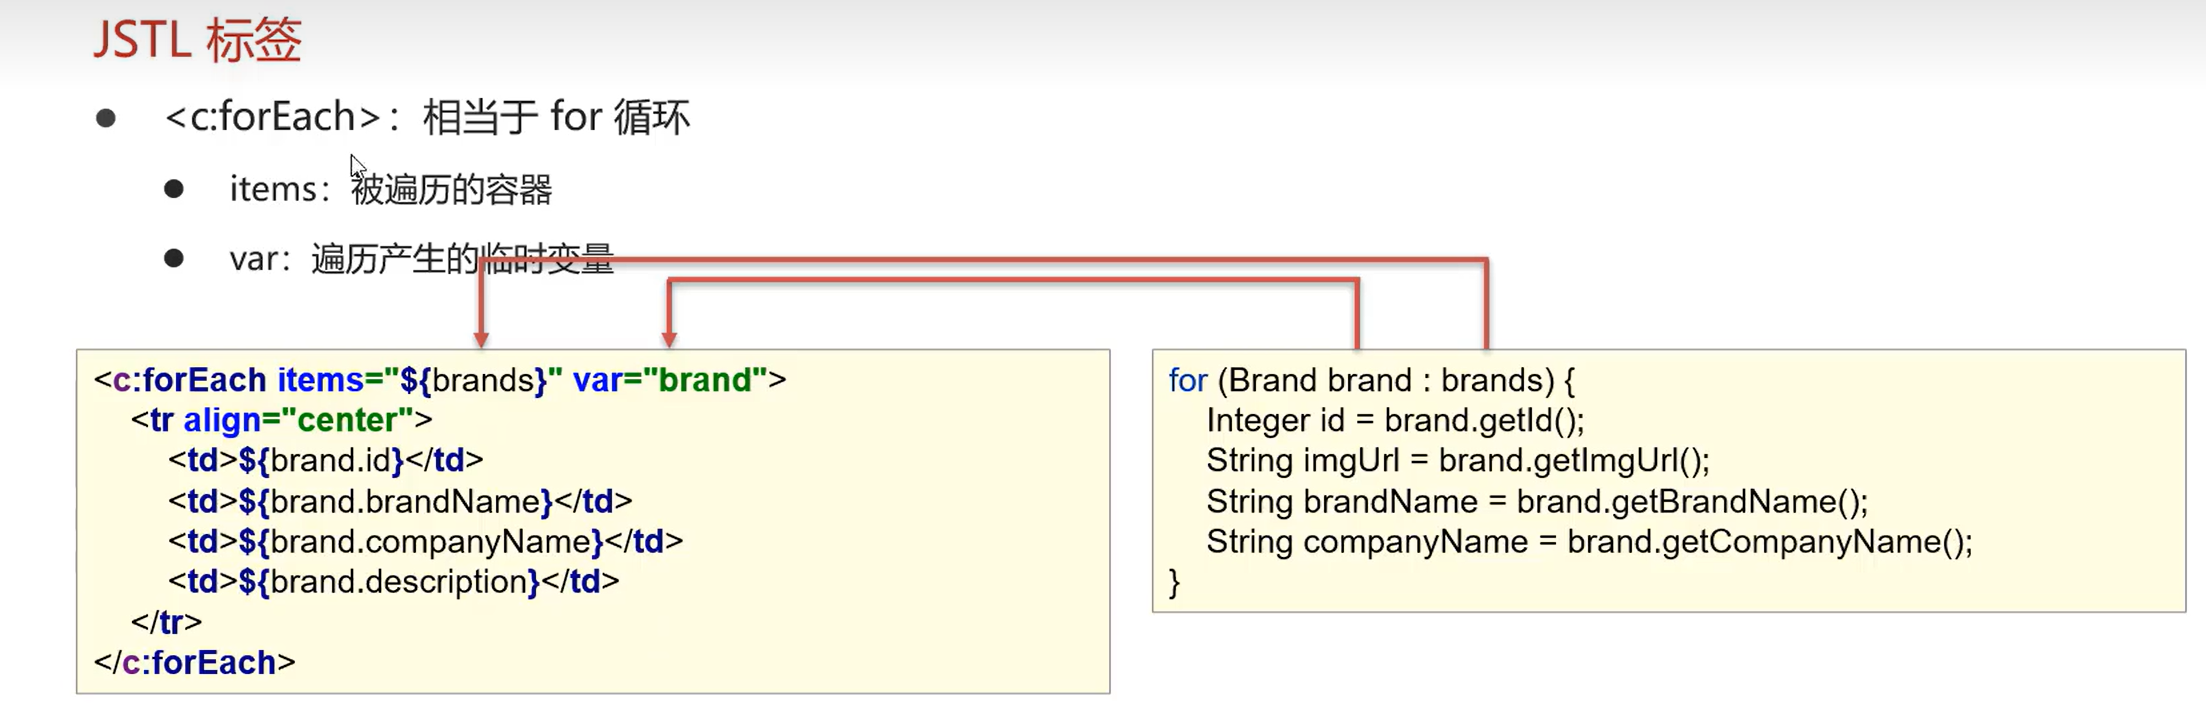 JSTL 标签
<c:forEach>：相当于 for 循环
items：被遍历的容器
var：遍历产生的临时变量
<c:forEach items="${brands}" var="brand">
<tr align="center">
<td>${brand.id}</td>
<td>${brand.brandName}</td>
<td>${brand.companyName}</td>
<td>${brand.description}</td>
</tr>
</c:forEach>
for (Brand brand : brands) {
Integer id = brand.getId();
String imgUrl = brand.getImgUrl();
String brandName = brand.getBrandName();
String companyName = brand.getCompanyName();
}